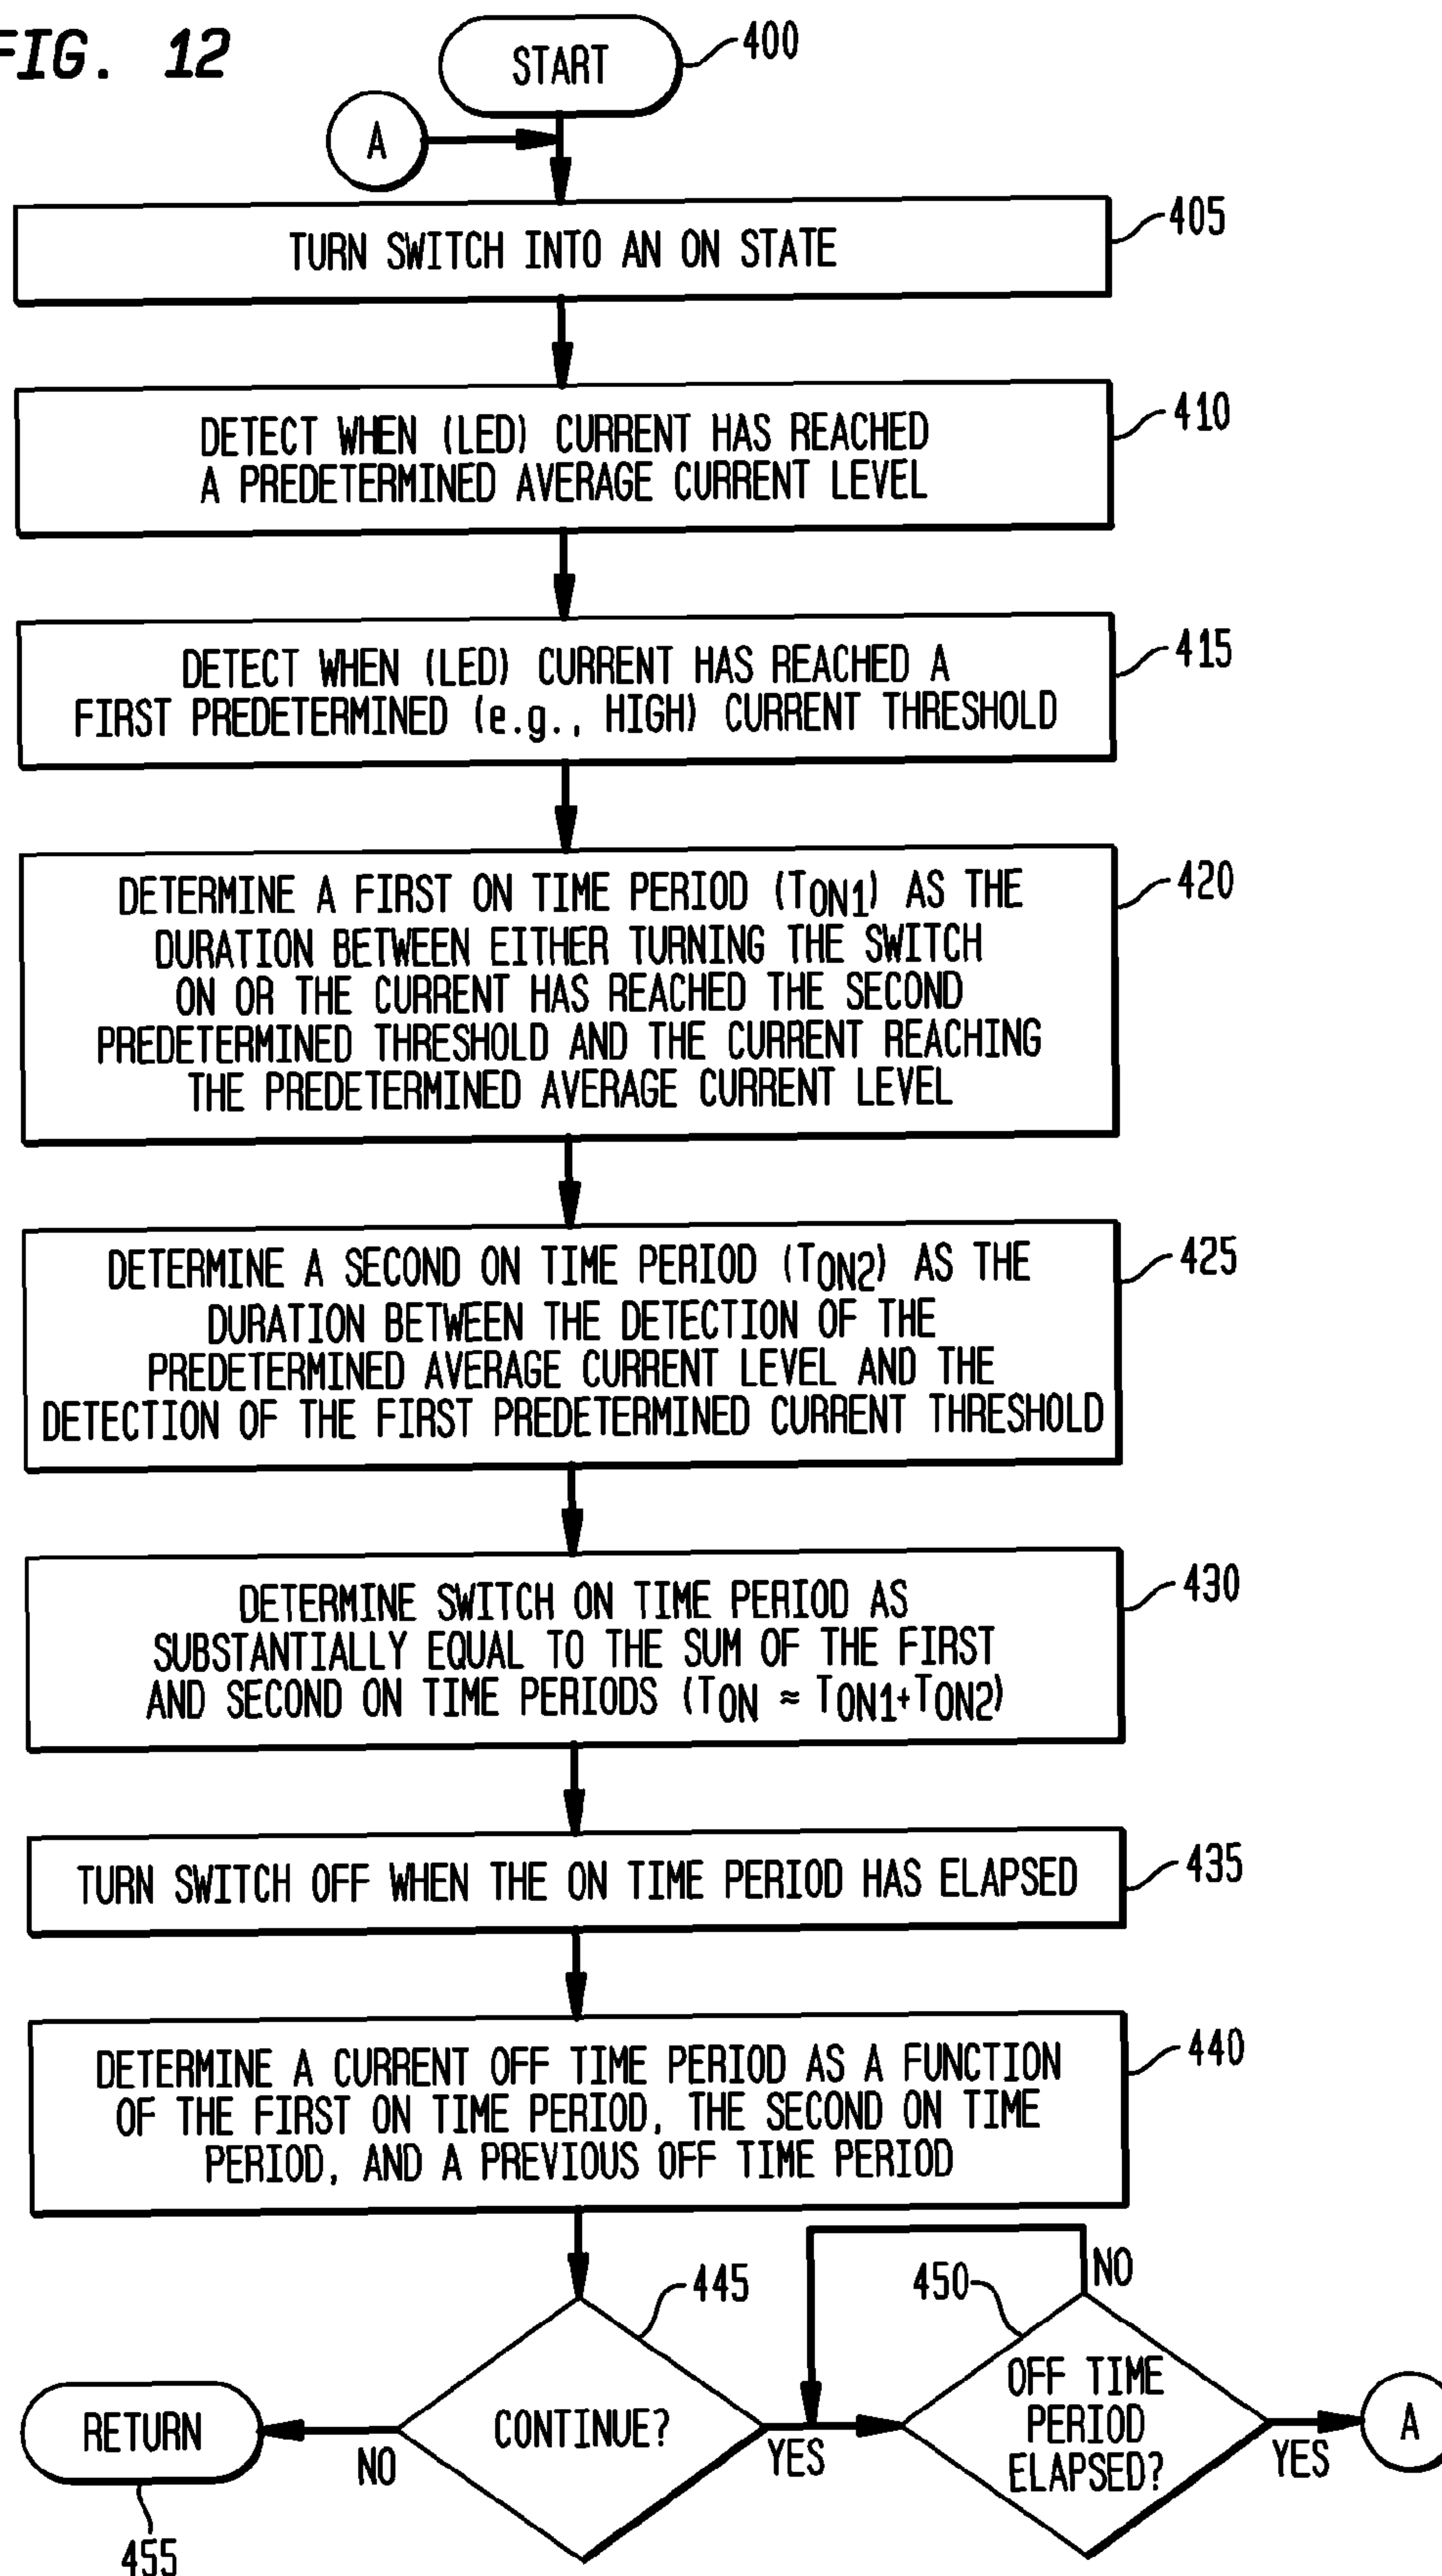 FIG. 12
START
400
A
TURN SWITCH INTO AN ON STATE
405
DETECT WHEN (LED) CURRENT HAS REACHED
A PREDETERMINED AVERAGE CURRENT LEVEL
410
DETECT WHEN (LED) CURRENT HAS REACHED A
FIRST PREDETERMINED (e.g., HIGH) CURRENT THRESHOLD
415
DETERMINE A FIRST ON TIME PERIOD (TON1) AS THE
DURATION BETWEEN EITHER TURNING THE SWITCH
ON OR THE CURRENT HAS REACHED THE SECOND
PREDETERMINED THRESHOLD AND THE CURRENT REACHING
THE PREDETERMINED AVERAGE CURRENT LEVEL
420
DETERMINE A SECOND ON TIME PERIOD (TON2) AS THE
DURATION BETWEEN THE DETECTION OF THE
PREDETERMINED AVERAGE CURRENT LEVEL AND THE
DETECTION OF THE FIRST PREDETERMINED CURRENT THRESHOLD
425
DETERMINE SWITCH ON TIME PERIOD AS
SUBSTANTIALLY EQUAL TO THE SUM OF THE FIRST
AND SECOND ON TIME PERIODS (TON ≈ TON1+TON2)
430
TURN SWITCH OFF WHEN THE ON TIME PERIOD HAS ELAPSED
435
DETERMINE A CURRENT OFF TIME PERIOD AS A FUNCTION
OF THE FIRST ON TIME PERIOD, THE SECOND ON TIME
PERIOD, AND A PREVIOUS OFF TIME PERIOD
440
CONTINUE?
445
NO
YES
RETURN
455
OFF TIME
PERIOD
ELAPSED?
450
NO
YES
A